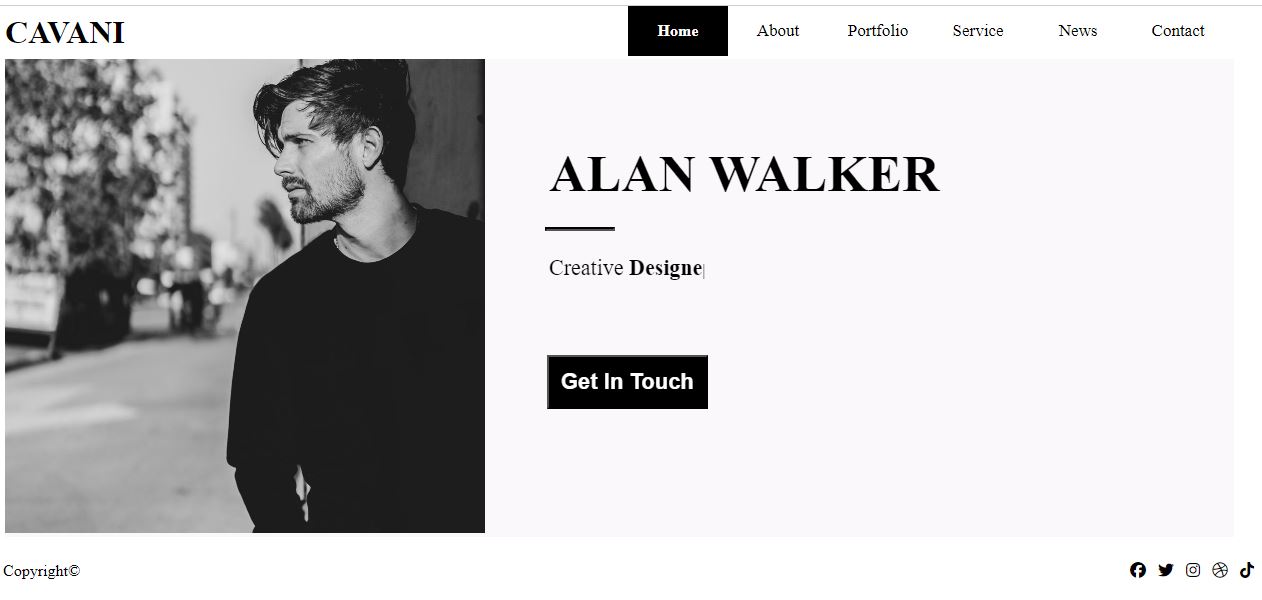 CAVANI
Home About Portfolio Service News Contact
ALAN WALKER
Creative Designe|
Get In Touch
Copyright©